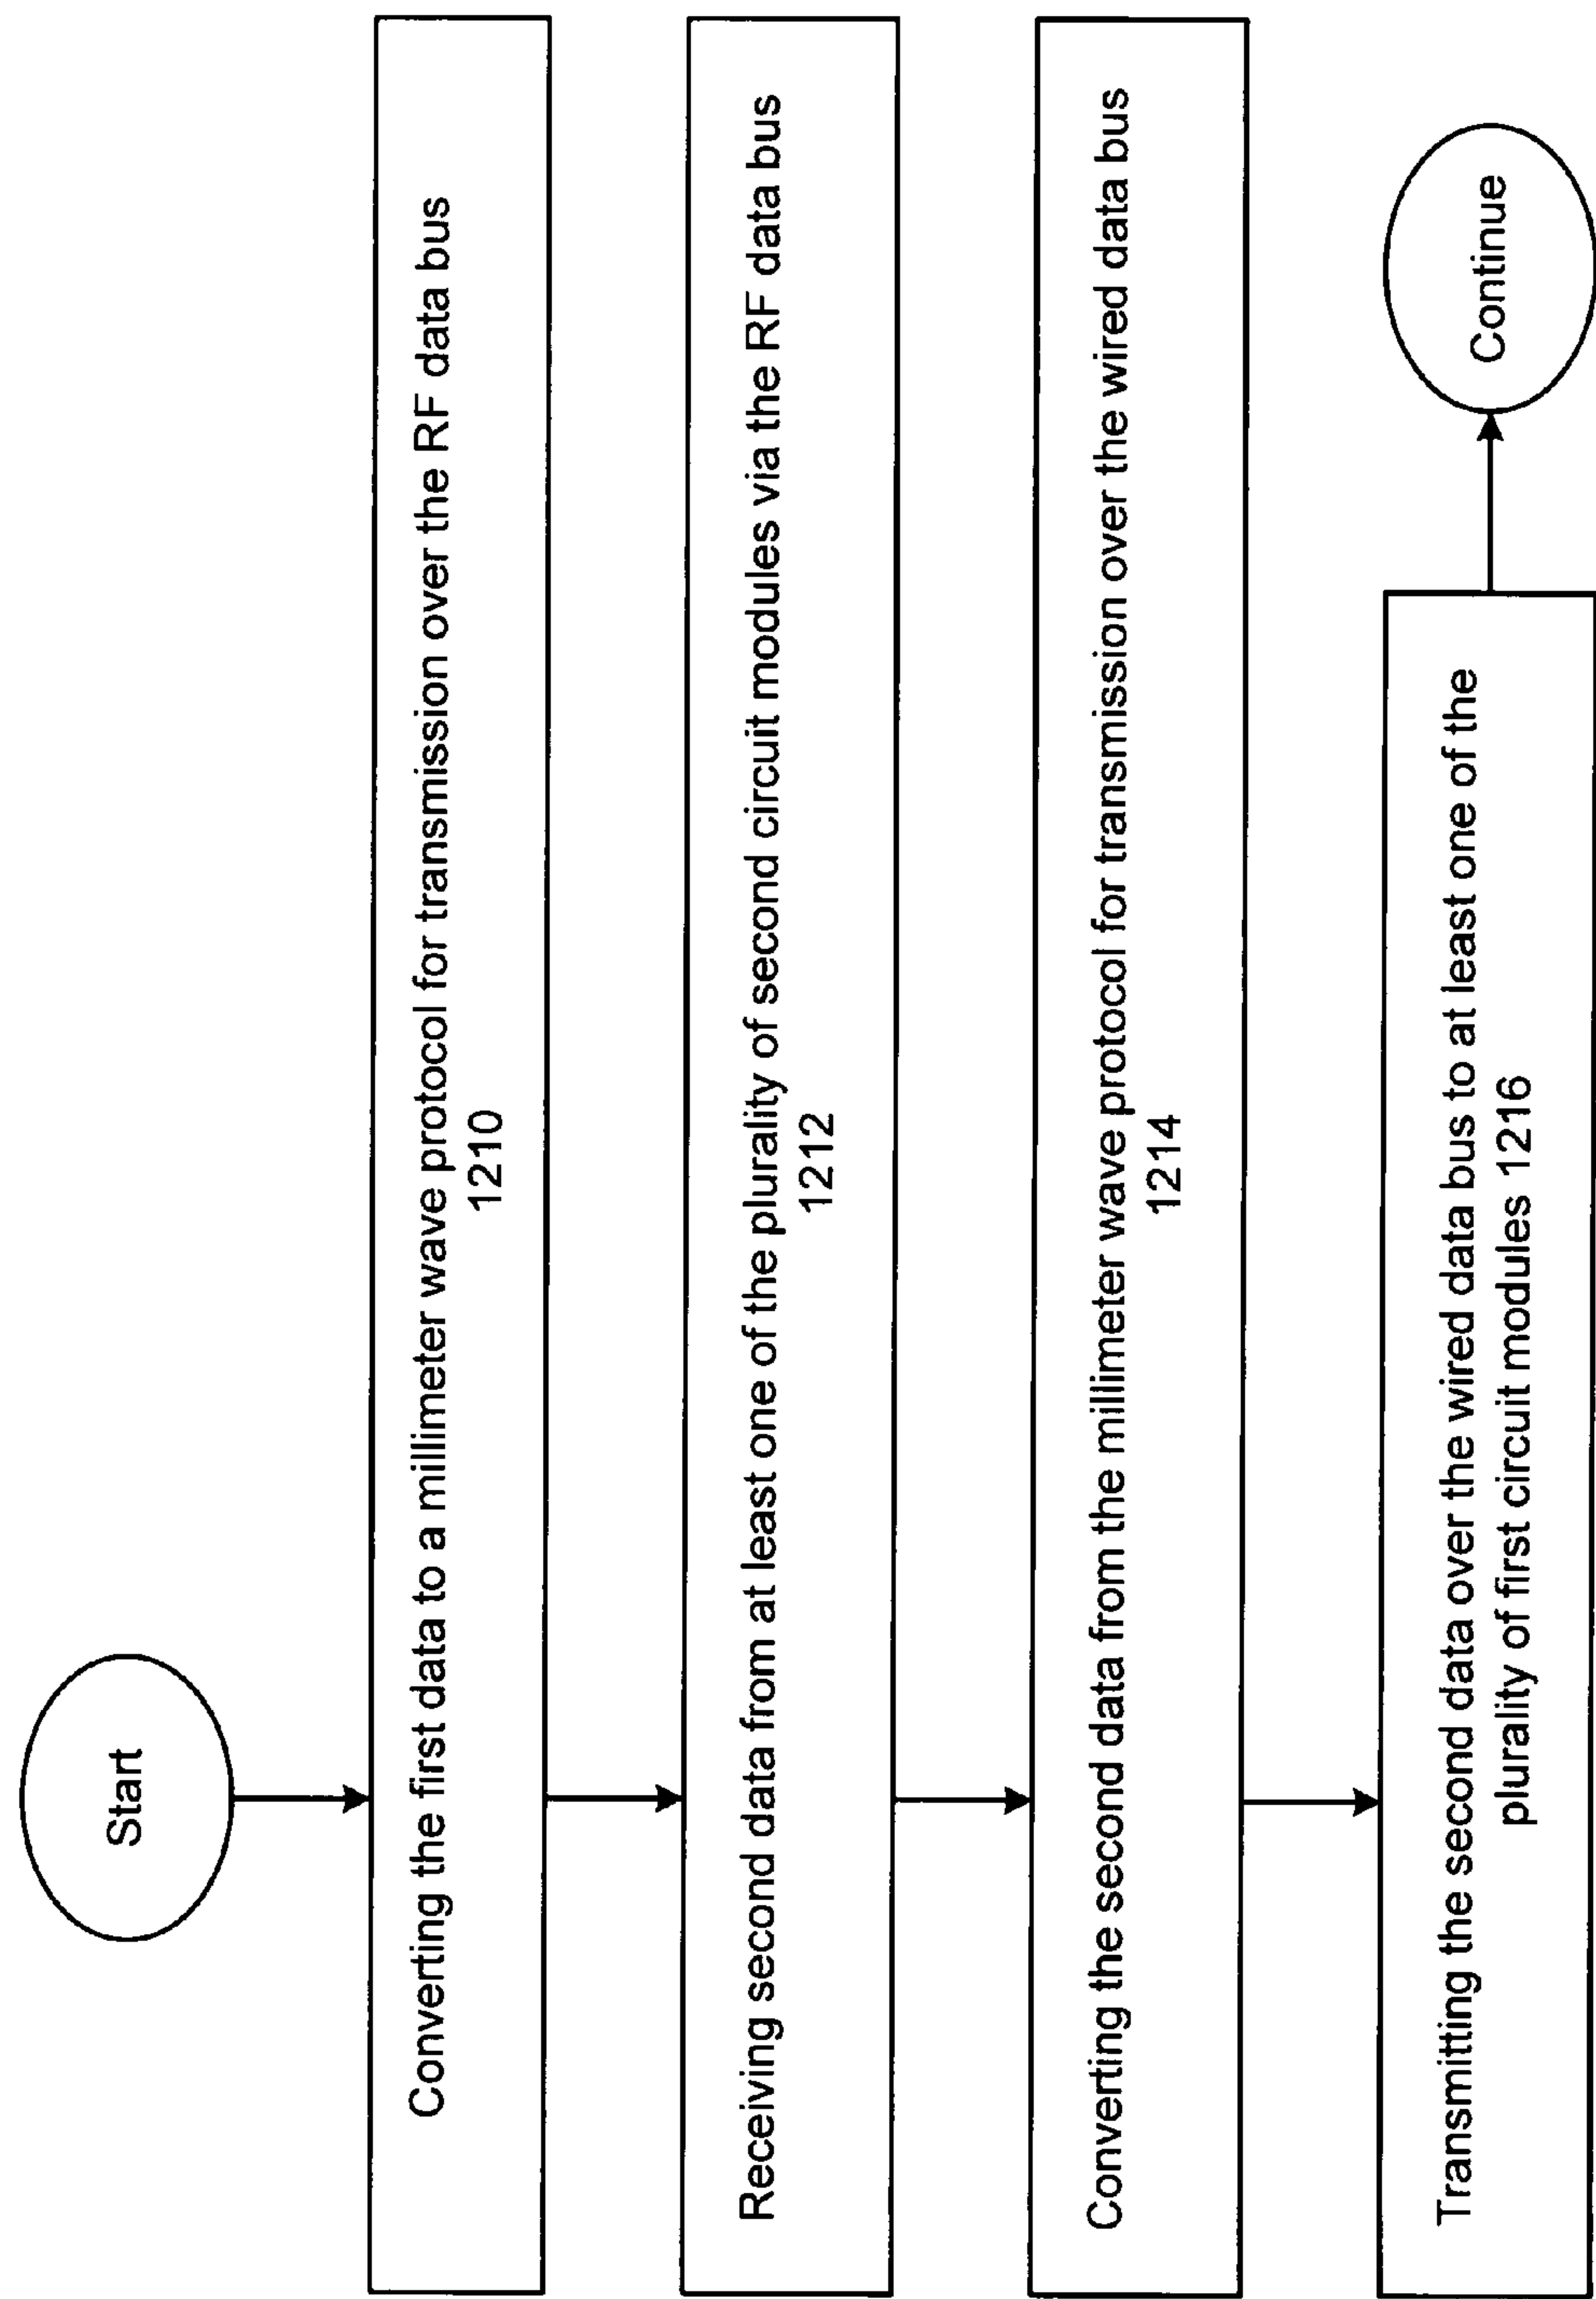 Start
Converting the first data to a millimeter wave protocol for transmission over the RF data bus
1210
Receiving second data from at least one of the plurality of second circuit modules via the RF data bus
1212
Converting the second data from the millimeter wave protocol for transmission over the wired data bus
1214
Transmitting the second data over the wired data bus to at least one of the
plurality of first circuit modules 1216
Continue